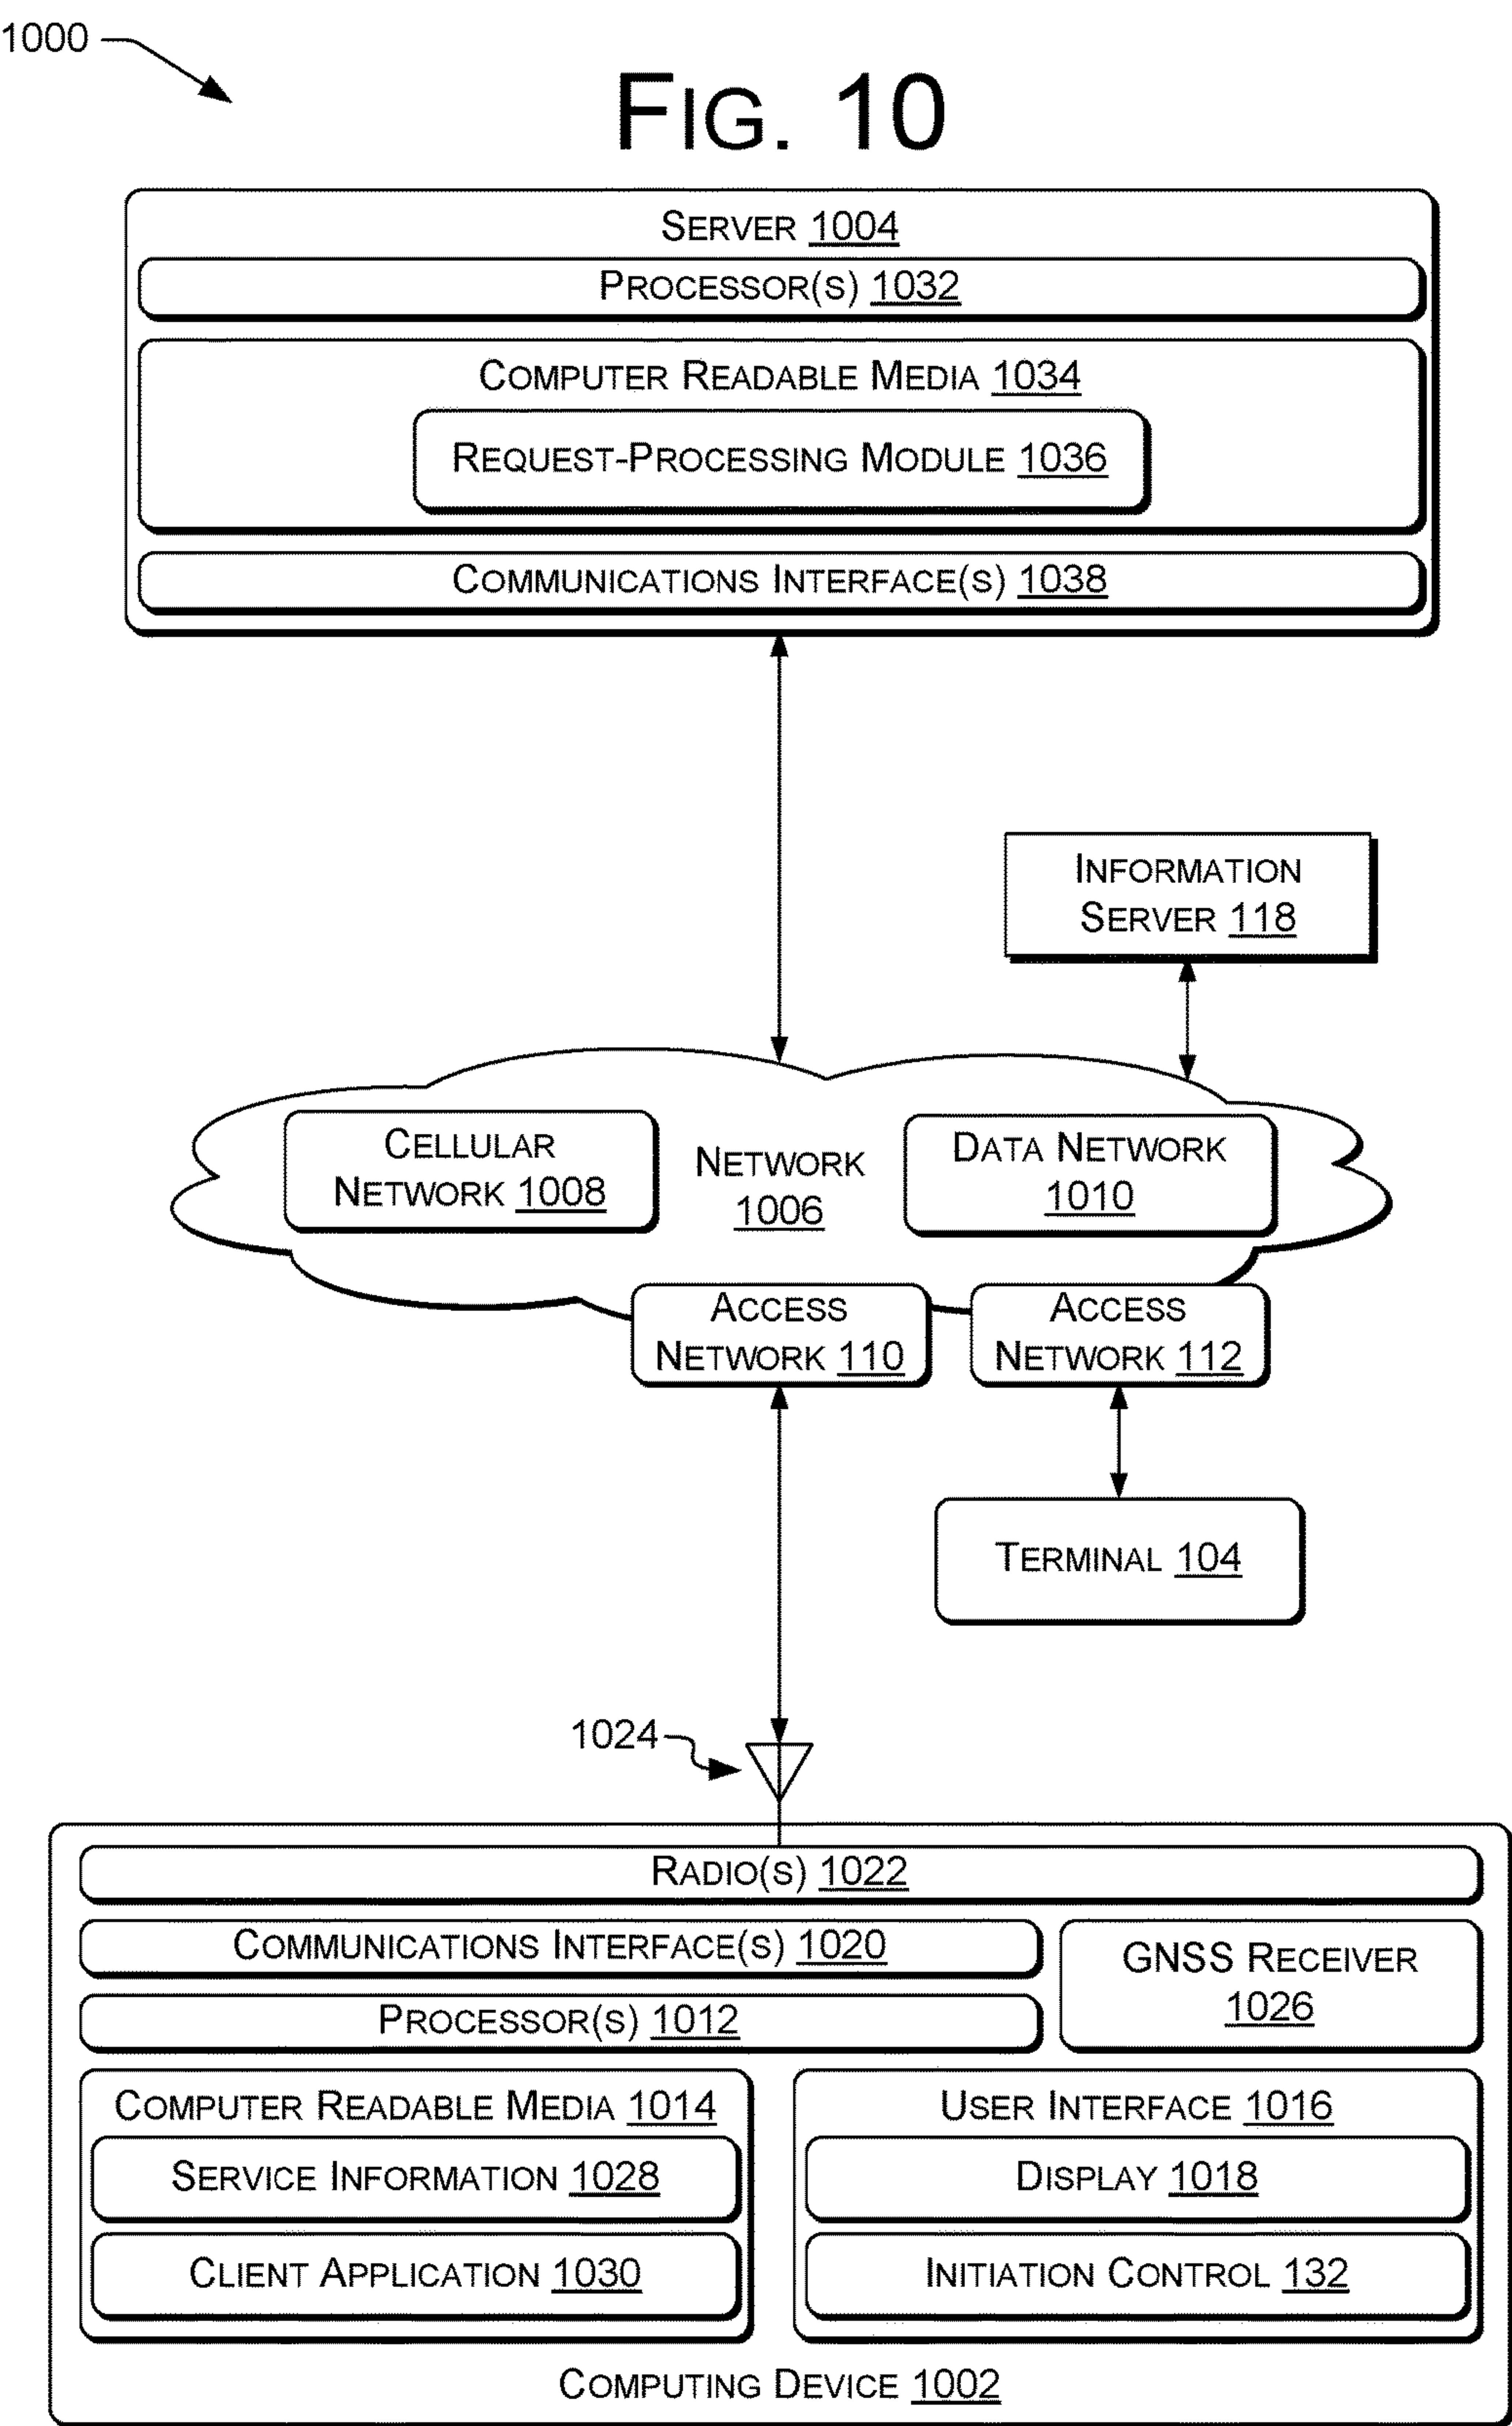 1000
FIG. 10
SERVER 1004
PROCESSOR(S) 1032
COMPUTER READABLE MEDIA 1034
REQUEST-PROCESSING MODULE 1036
COMMUNICATIONS INTERFACE(S) 1038
INFORMATION
SERVER 118
CELLULAR
NETWORK 1008
NETWORK
1006
DATA NETWORK
1010
ACCESS
NETWORK 110
ACCESS
NETWORK 112
TERMINAL 104
1024
RADIO(S) 1022
COMMUNICATIONS INTERFACE(S) 1020
GNSS RECEIVER
1026
PROCESSOR(S) 1012
COMPUTER READABLE MEDIA 1014
SERVICE INFORMATION 1028
CLIENT APPLICATION 1030
USER INTERFACE 1016
DISPLAY 1018
INITIATION CONTROL 132
COMPUTING DEVICE 1002